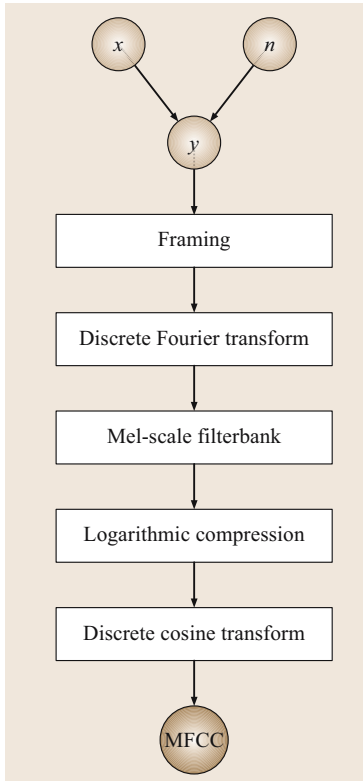 x
n
y
Framing
Discrete Fourier transform
Mel-scale filterbank
Logarithmic compression
Discrete cosine transform
MFCC